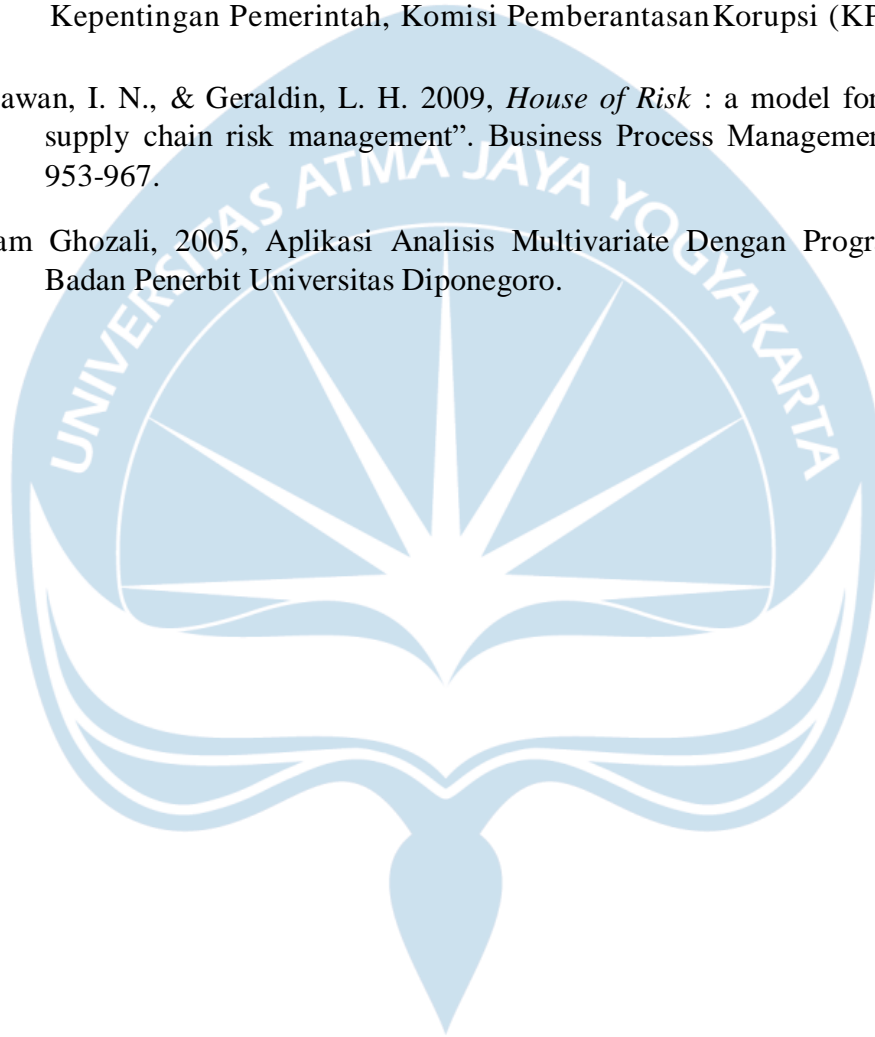 Kepentingan Pemerintah, Komisi Pemberantasan Korupsi (KP
awan, I. N., & Geraldin, L. H. 2009, House of Risk : a model for
supply chain risk management”. Business Process Managemen
953-967.
am Ghozali, 2005, Aplikasi Analisis Multivariate Dengan Progr
Badan Penerbit Universitas Diponegoro.
UNIVERSITAS ATMA JAYA YOGYAKARTA